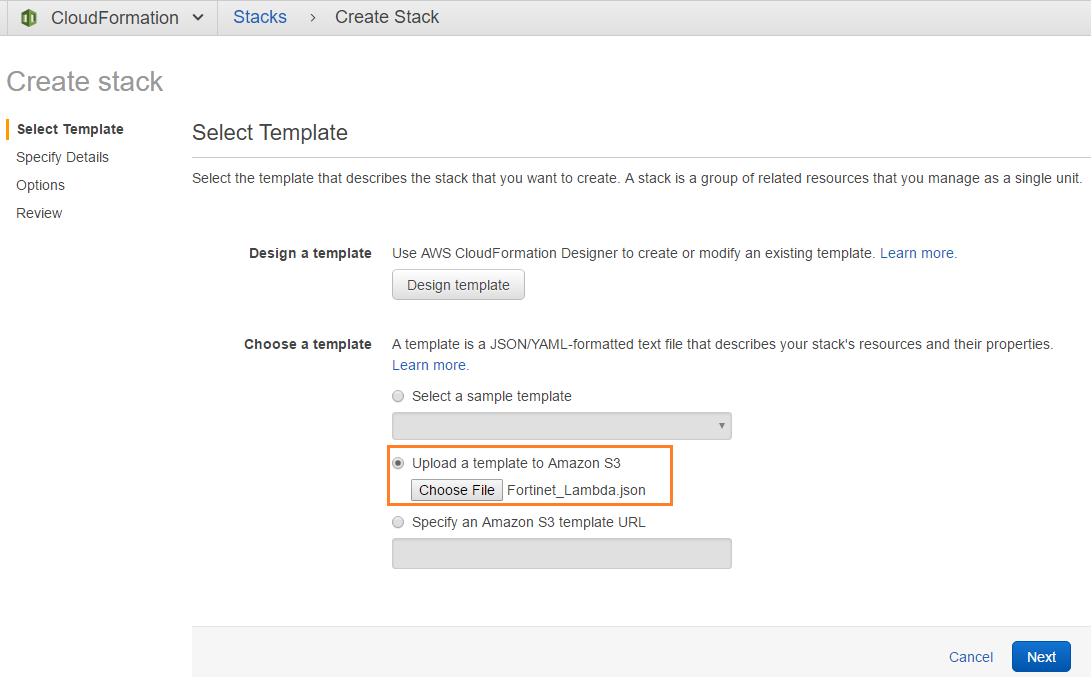 CloudFormation
Stacks > Create Stack
Create stack
Select Template
Specify Details
Options
Review
Select Template
Select the template that describes the stack that you want to create. A stack is a group of related resources that you manage as a single unit.
Design a template
Use AWS CloudFormation Designer to create or modify an existing template. Learn more.
Design template
Choose a template
A template is a JSON/YAML-formatted text file that describes your stack's resources and their properties.
Learn more.
Select a sample template
Upload a template to Amazon S3
Choose File Fortinet_Lambda.json
Specify an Amazon S3 template URL
Cancel Next